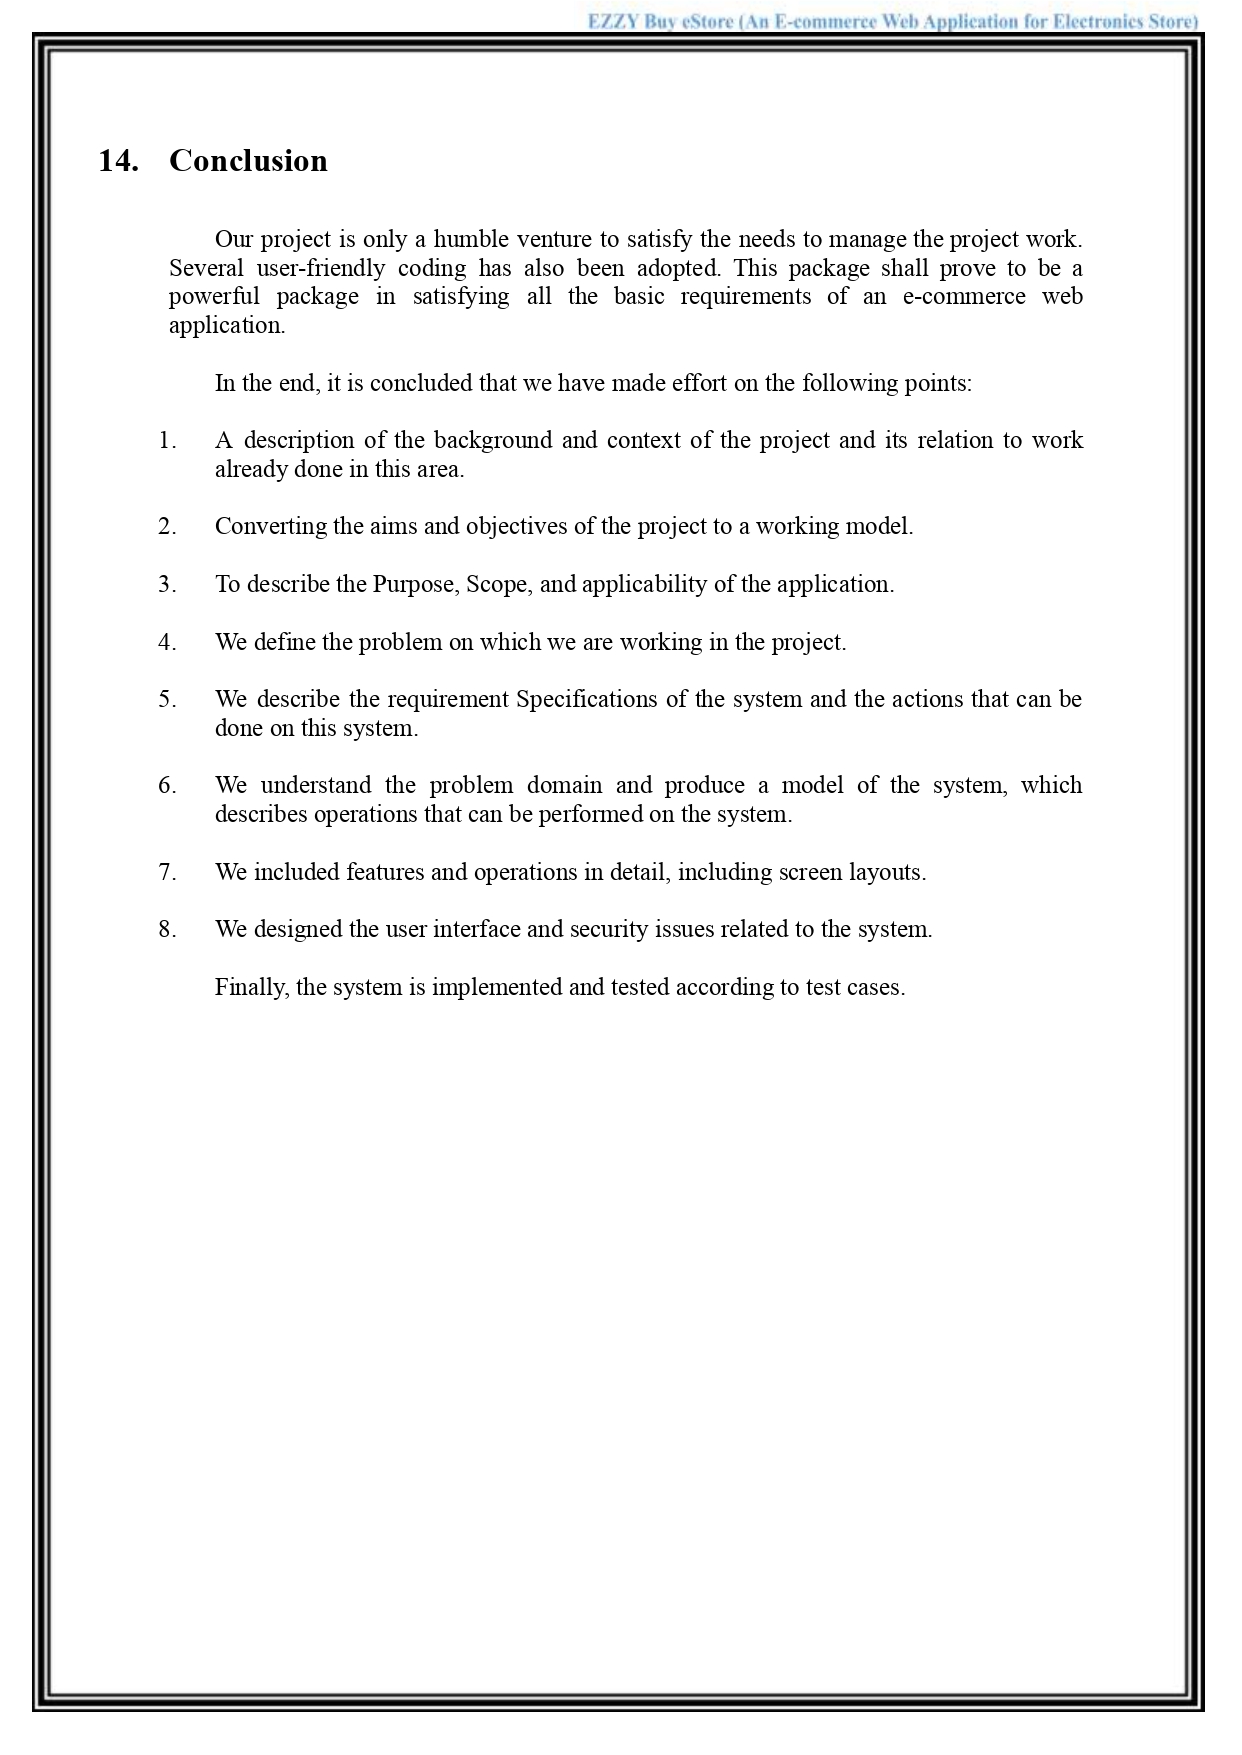 EZZY Buy eStore (An E-commerce Web Application for Electronics Store)
14. Conclusion
Our project is only a humble venture to satisfy the needs to manage the project work.
Several user-friendly coding has also been adopted. This package shall prove to be a
powerful package in satisfying all the basic requirements of an e-commerce web
application.
In the end, it is concluded that we have made effort on the following points:
1. A description of the background and context of the project and its relation to work
already done in this area.
2. Converting the aims and objectives of the project to a working model.
3. To describe the Purpose, Scope, and applicability of the application.
4. We define the problem on which we are working in the project.
5. We describe the requirement Specifications of the system and the actions that can be
done on this system.
6. We understand the problem domain and produce a model of the system, which
describes operations that can be performed on the system.
7. We included features and operations in detail, including screen layouts.
8. We designed the user interface and security issues related to the system.
Finally, the system is implemented and tested according to test cases.